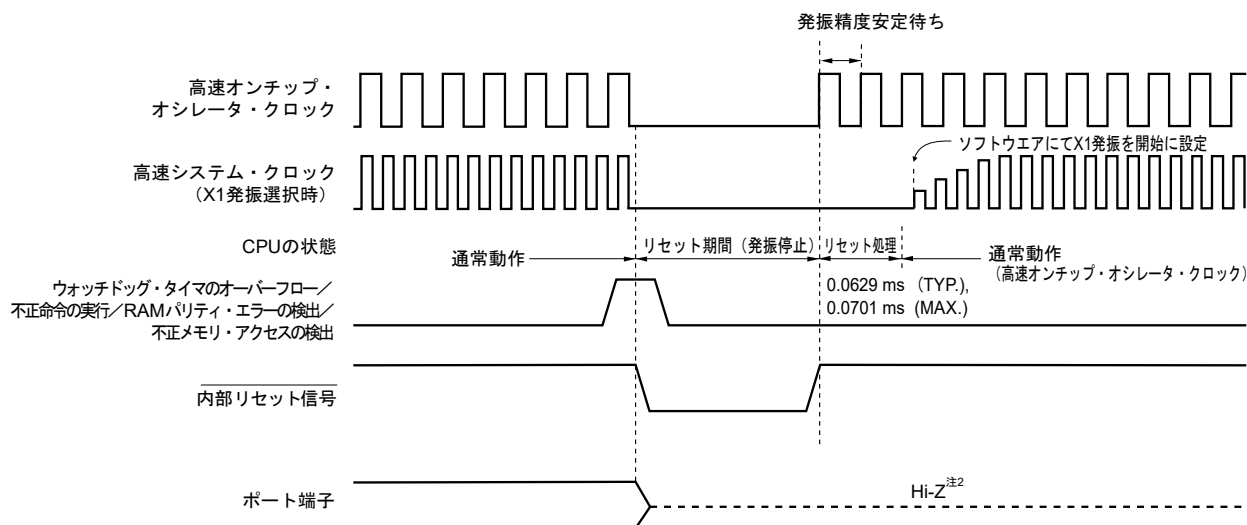 発振精度安定待ち
高速オンチップ・
オシレータ・クロック
ソフトウエアにてX1発振を開始に設定
高速システム・クロック
（X1発振選択時）
CPUの状態
通常動作
リセット期間（発振停止）
リセット処理
通常動作
（高速オンチップ・オシレータ・クロック）
ウォッチドッグ・タイマのオーバーフロー／
不正命令の実行／RAMパリティ・エラーの検出／
不正メモリ・アクセスの検出
0.0629 ms （TYP.）,
0.0701 ms (MAX.)
内部リセット信号
ポート端子
Hi-Z注2